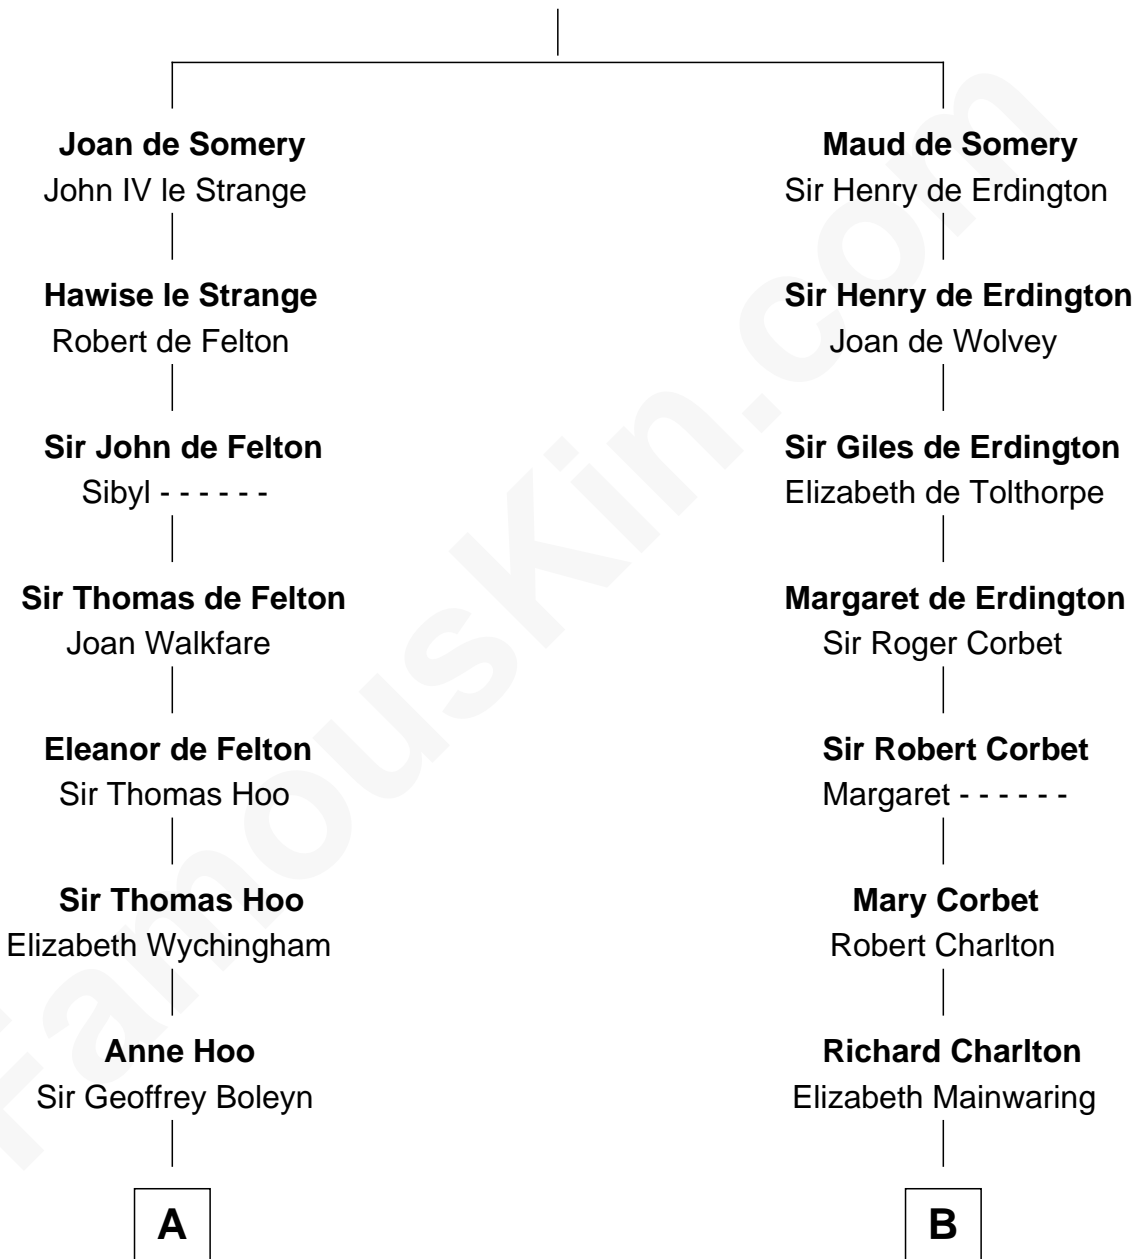 Joan de Somery
John IV le Strange
Hawise le Strange
Robert de Felton
Sir John de Felton
Sibyl - - - - - -
Sir Thomas de Felton
Joan Walkfare
Eleanor de Felton
Sir Thomas Hoo
Sir Thomas Hoo
Elizabeth Wychingham
Anne Hoo
Sir Geoffrey Boleyn
A
Maud de Somery
Sir Henry de Erdington
Sir Henry de Erdington
Joan de Wolvey
Sir Giles de Erdington
Elizabeth de Tolthorpe
Margaret de Erdington
Sir Roger Corbet
Sir Robert Corbet
Margaret - - - - - -
Mary Corbet
Robert Charlton
Richard Charlton
Elizabeth Mainwaring
B
FamousKin.com